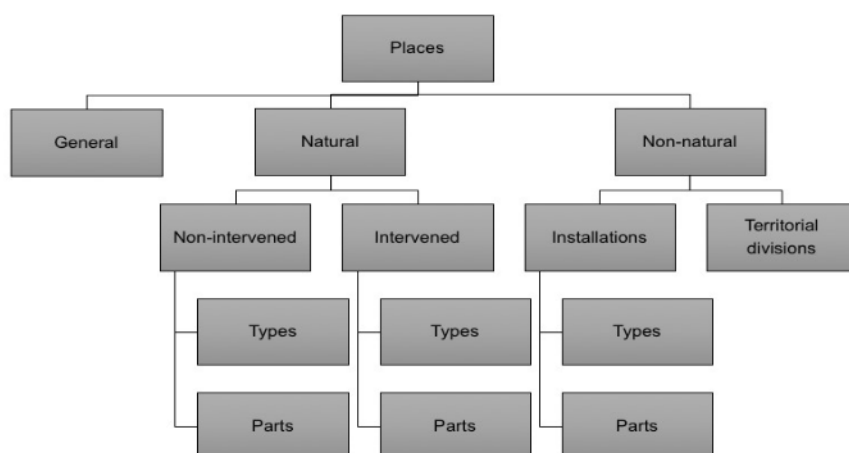 Places
General
Natural
Non-natural
Non-intervened
Intervened
Installations
Territorial
divisions
Types
Types
Types
Parts
Parts
Parts